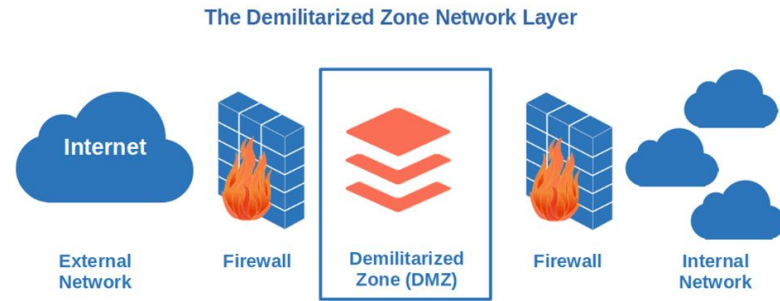 The Demilitarized Zone Network Layer
Internet
External
Network
Firewall
Demilitarized
Zone (DMZ)
Firewall
Internal
Network